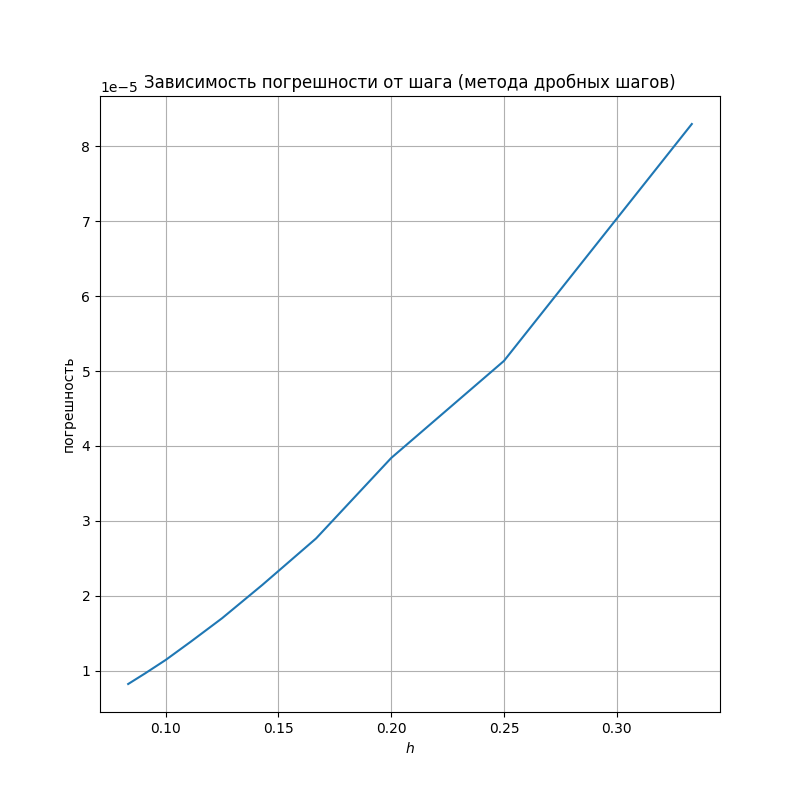 Зависимость погрешности от шага (метода дробных шагов)
1e−5
8
7
6
5
4
3
2
1
погрешность
0.10 0.15 0.20 0.25 0.30
h